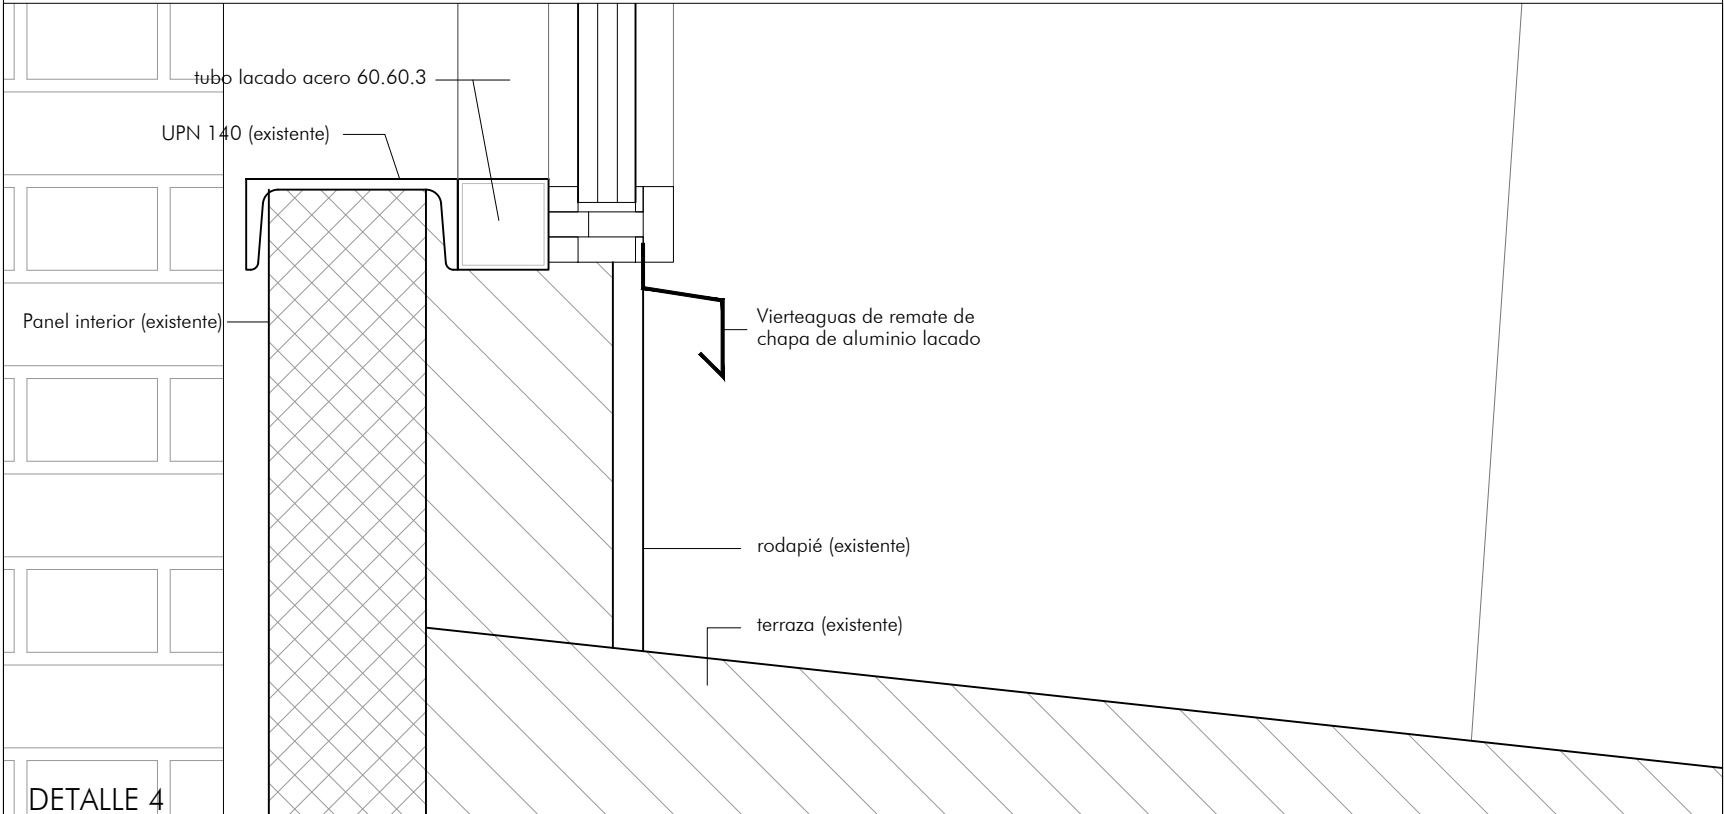 tubo lacado acero 60.60.3
UPN 140 (existente)
Panel interior (existente)
Vierteaguas de remate de
chapa de aluminio lacado
rodapié (existente)
terraza (existente)
DETALLE 4